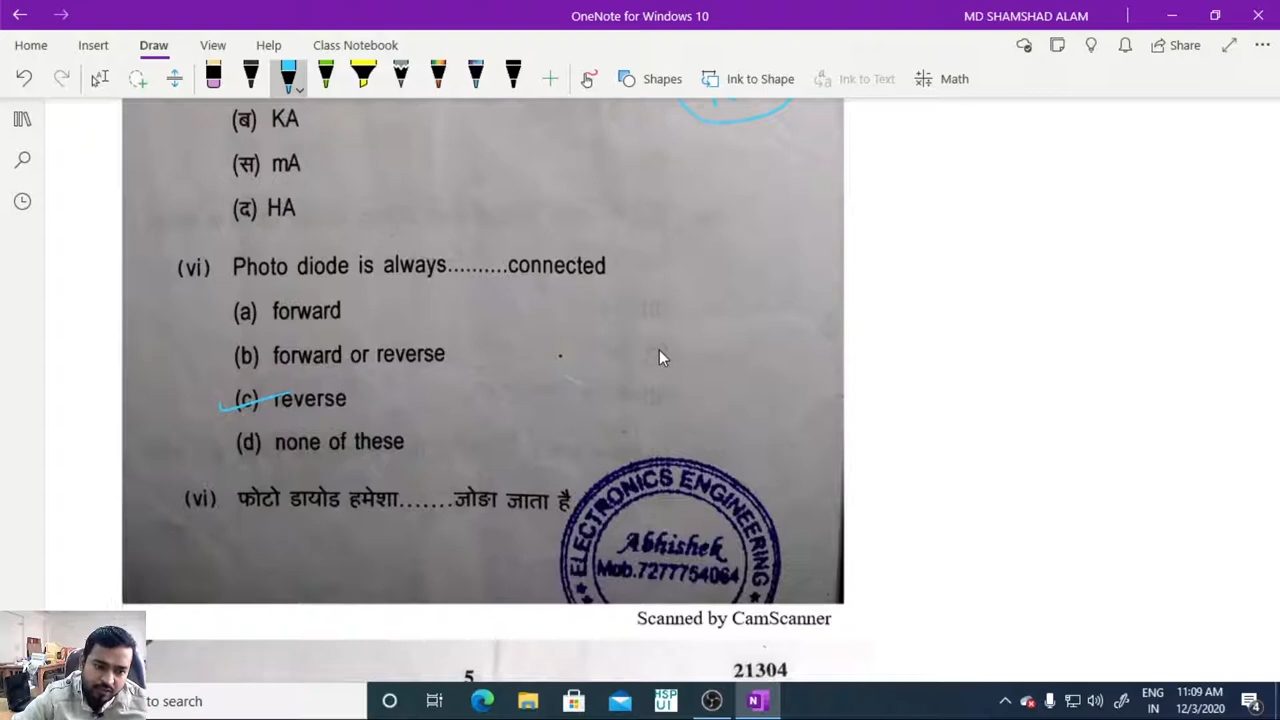 OneNote for Windows 10
MD SHAMSHAD ALAM
Home Insert Draw View Help Class Notebook
Share
Shapes Ink to Shape Ink to Text Math
(ब) KA
(स) mA
(द) HA
(vi) Photo diode is always..........connected
(a) forward
(b) forward or reverse
(c) reverse
(d) none of these
(vi) फोटो डायोड हमेशा.......जोङा जाता है
ELECTRONICS ENGINEERING
Abhishek
Mob.7277754064
Scanned by CamScanner
5 21304
to search
HSP
UI
ENG
IN
11:09 AM
12/3/2020
4